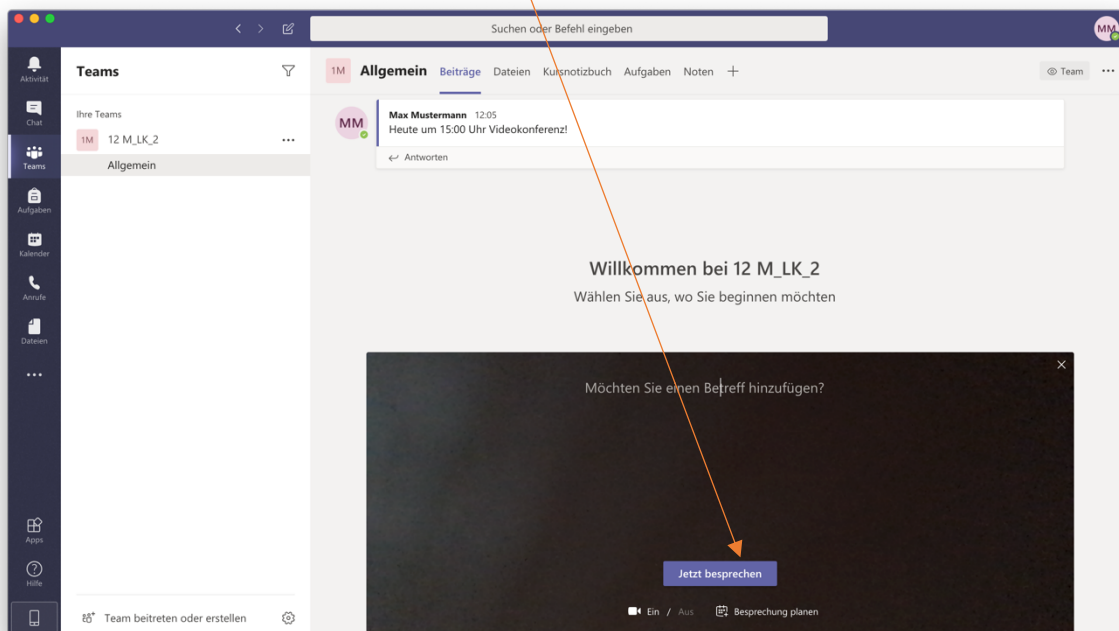 Suchen oder Befehl eingeben
MM
Aktivität
Chat
Teams
Aufgaben
Kalender
Anrufe
Dateien
Apps
Hilfe
Teams
Ihre Teams
1M 12 M_LK_2
Allgemein
Team beitreten oder erstellen
1M Allgemein Beiträge Dateien Kursnotizbuch Aufgaben Noten
Team
MM
Max Mustermann 12:05
Heute um 15:00 Uhr Videokonferenz!
Antworten
Willkommen bei 12 M_LK_2
Wählen Sie aus, wo Sie beginnen möchten
Möchten Sie einen Betreff hinzufügen?
Jetzt besprechen
Ein / Aus Besprechung planen